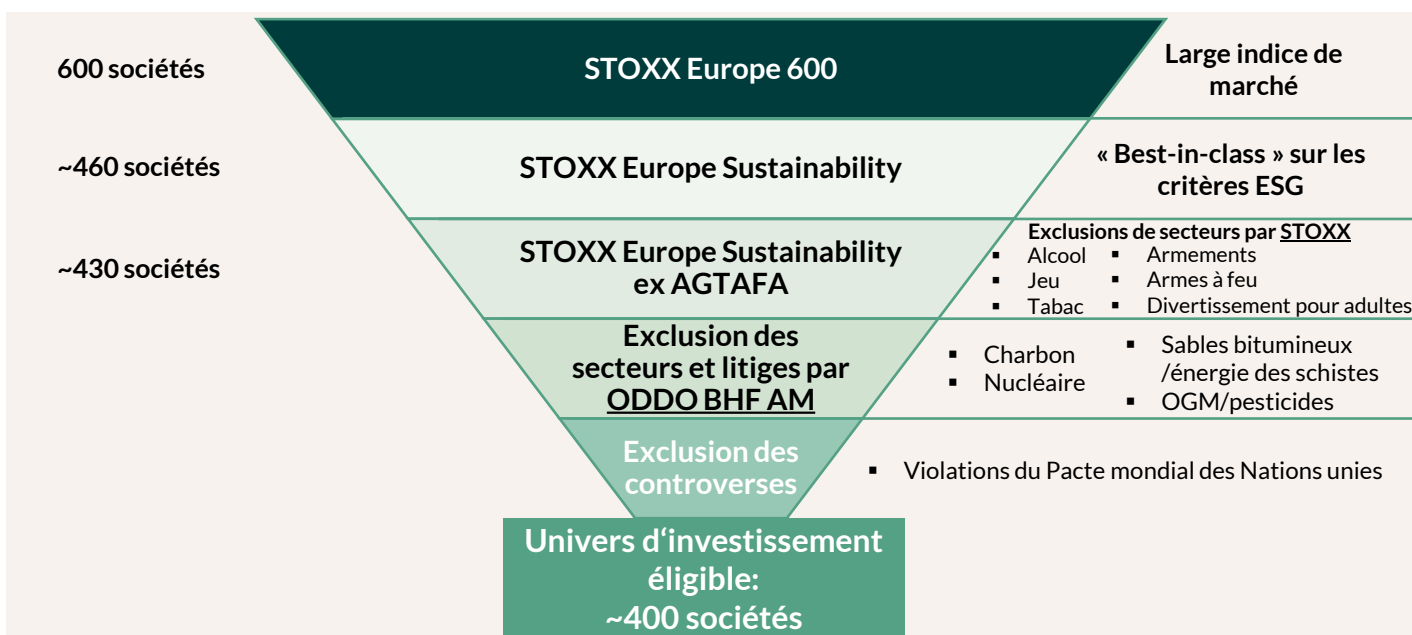 600 sociétés
STOXX Europe 600
Large indice de
marché
~460 sociétés
STOXX Europe Sustainability
« Best-in-class » sur les
critères ESG
~430 sociétés
STOXX Europe Sustainability
ex AGTAFA
Exclusions de secteurs par STOXX
▪ Alcool
▪ Jeu
▪ Tabac
▪ Armements
▪ Armes à feu
▪ Divertissement pour adultes
Exclusion des
secteurs et litiges par
ODDO BHF AM
▪ Charbon
▪ Nucléaire
▪ Sables bitumineux
/énergie des schistes
▪ OGM/pesticides
Exclusion des
controverses
▪ Violations du Pacte mondial des Nations unies
Univers d‘investissement
éligible:
~400 sociétés